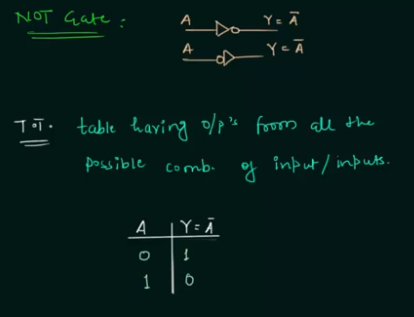 NOT Gate :
A Y = Ā
A Y = Ā
T.T. table having o/p's from all the
possible comb. of input/inputs.
A Y = Ā
0 1
1 0